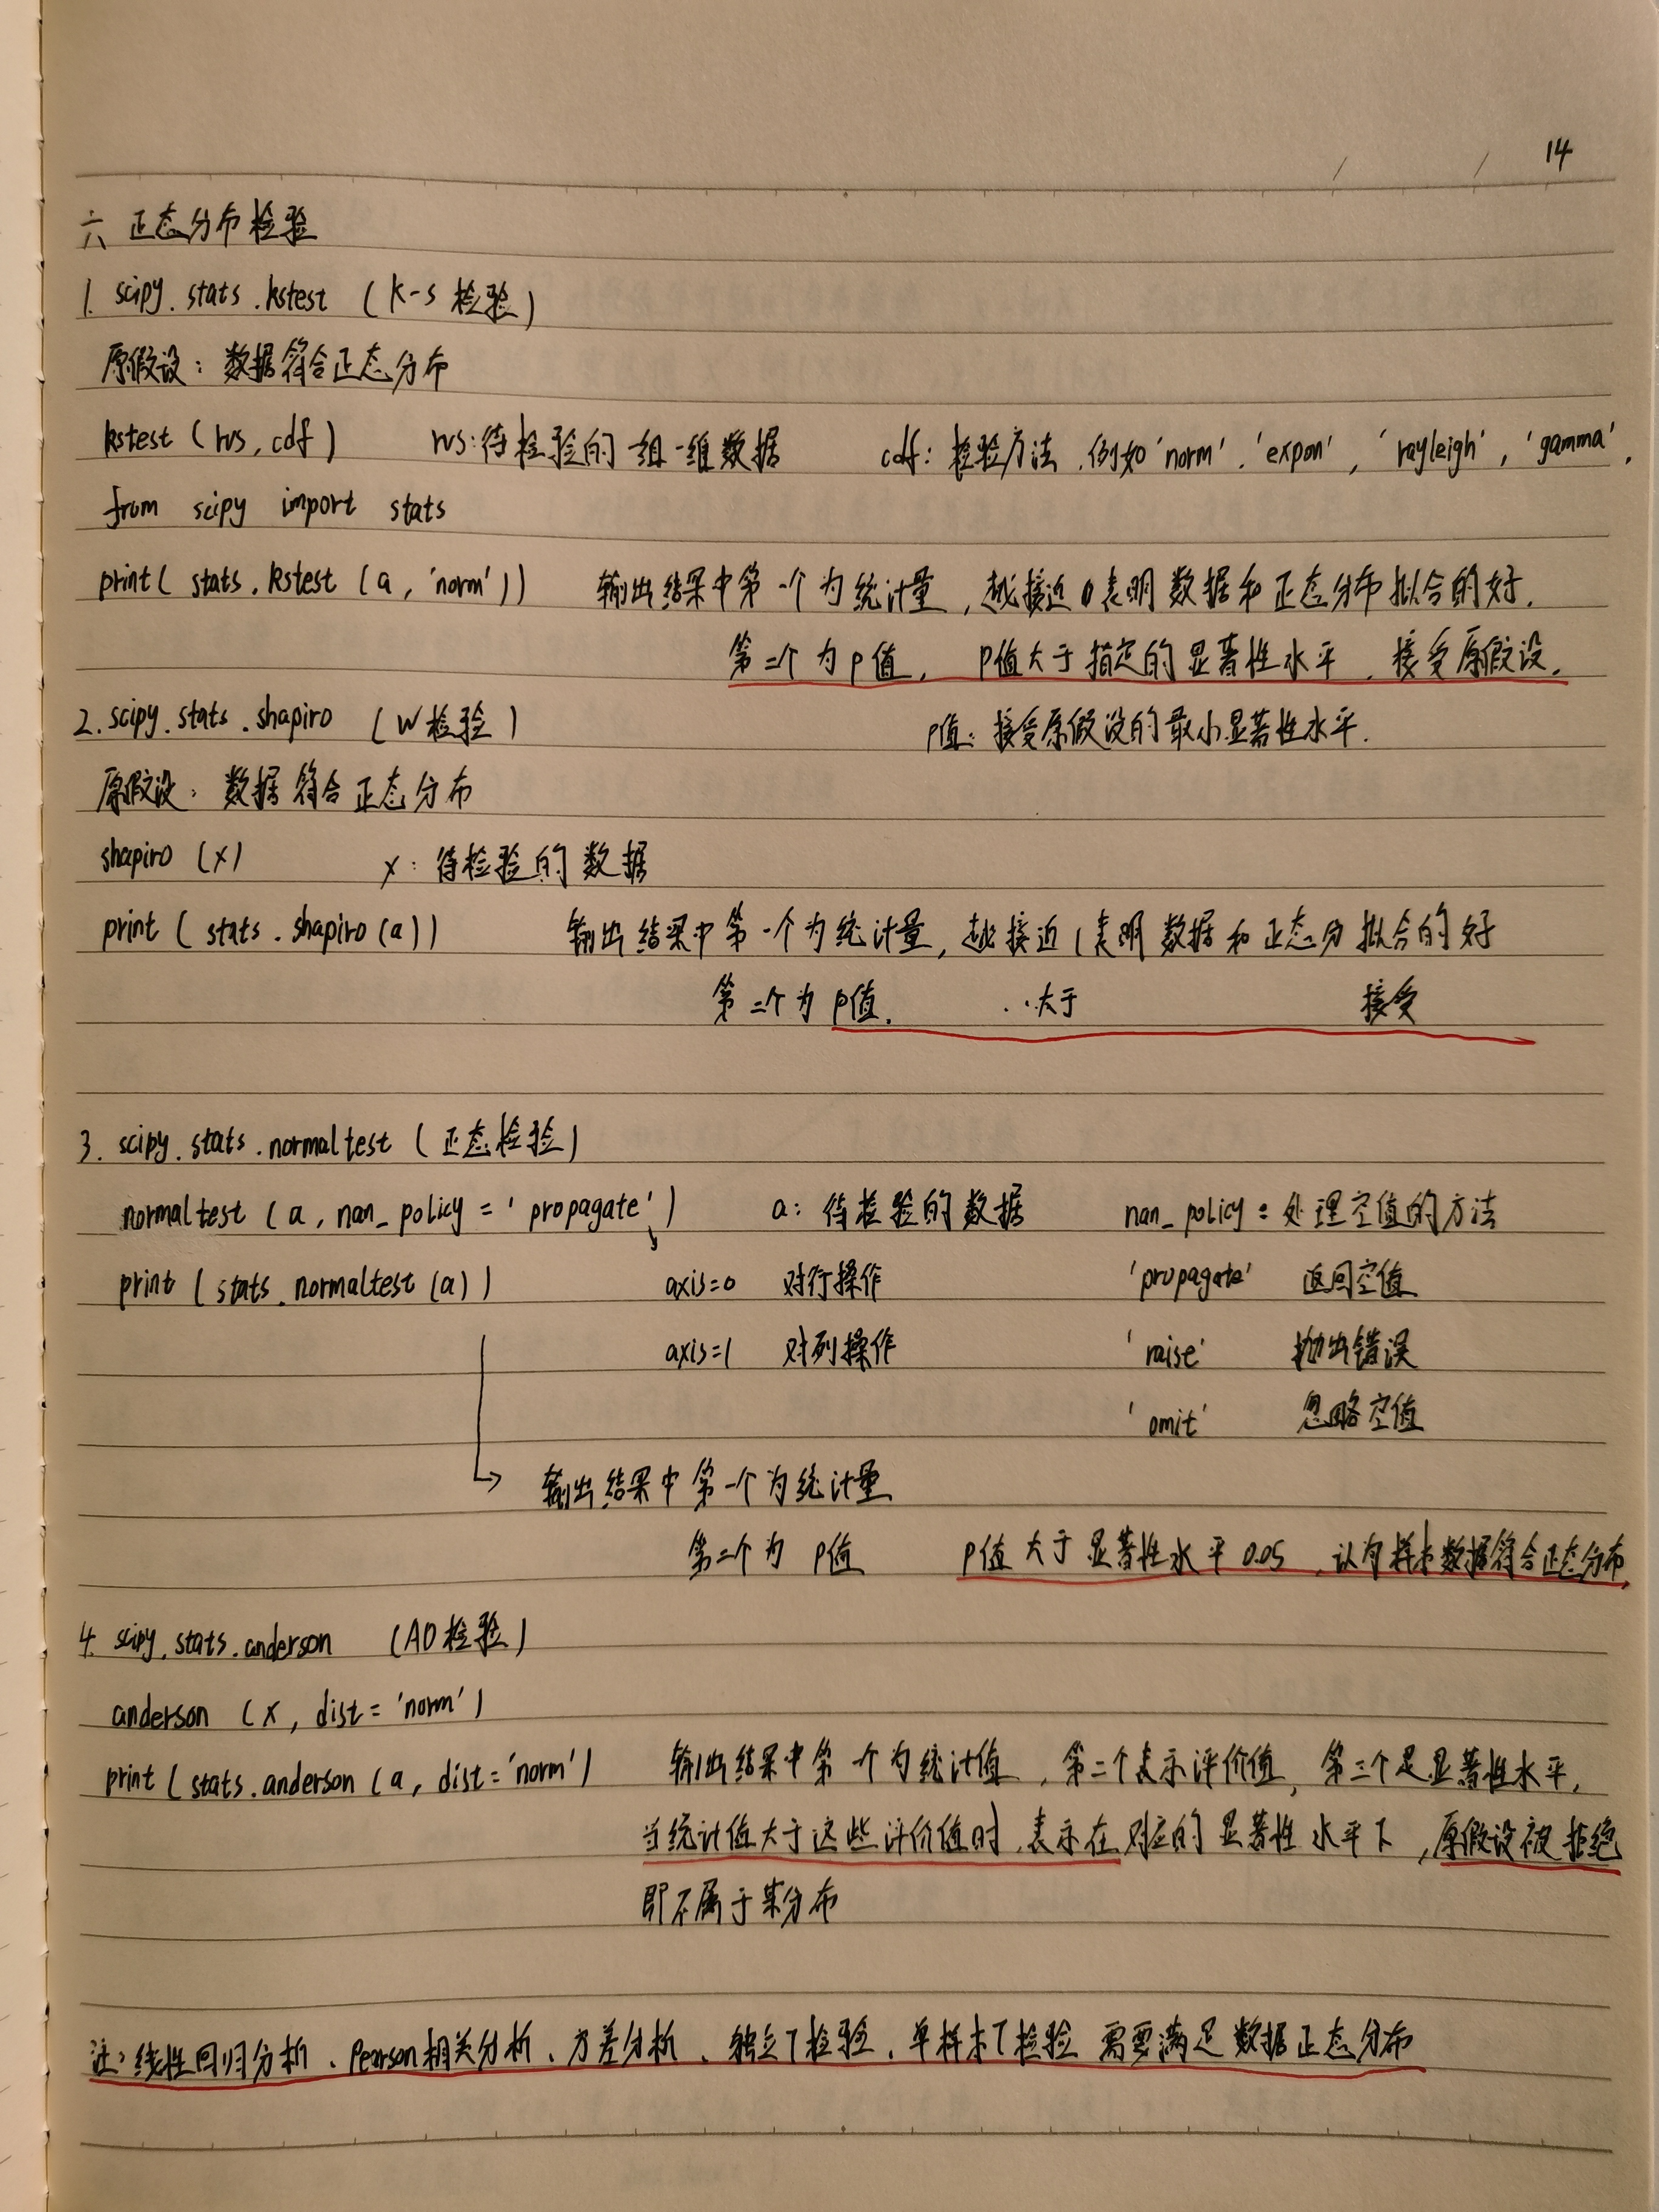 14
六 正态分布检验
1. scipy.stats.kstest (k-s 检验)
原假设: 数据符合正态分布
kstest (rvs, cdf) rvs: 待检验的一组一维数据 cdf: 检验方法, 例如 'norm', 'expon', 'rayleigh', 'gamma',
from scipy import stats
print( stats.kstest (a, 'norm')) 输出结果中第一个为统计量, 越接近0表明数据和正态分布拟合的好.
第二个为p值, p值大于指定的显著性水平, 接受原假设.
2. scipy.stats.shapiro (W检验) p值: 接受原假设的最小显著性水平.
原假设: 数据符合正态分布
shapiro (x) x: 待检验的数据
print ( stats.shapiro (a)) 输出结果中第一个为统计量, 越接近1表明数据和正态分拟合的好
第二个为p值. ..大于 接受
3. scipy.stats.normaltest (正态检验)
normaltest (a, nan_policy = 'propagate') a: 待检验的数据 nan_policy: 处理空值的方法
print ( stats.normaltest (a)) axis=0 对行操作 'propagate' 返回空值
axis=1 对列操作 'raise' 抛出错误
'omit' 忽略空值
输出结果中第一个为统计量
第二个为 p值 p值大于显著性水平0.05, 认为样本数据符合正态分布.
4. scipy.stats.anderson (AD检验)
anderson (x, dist = 'norm')
print ( stats.anderson (a, dist = 'norm') 输出结果中第一个为统计值, 第二个表示评价值, 第三个是显著性水平,
当统计值大于这些评价值时, 表示在对应的显著性水平下, 原假设被拒绝
即不属于某分布
注: 线性回归分析、Pearson相关分析、方差分析、独立T检验、单样本T检验 需要满足数据正态分布